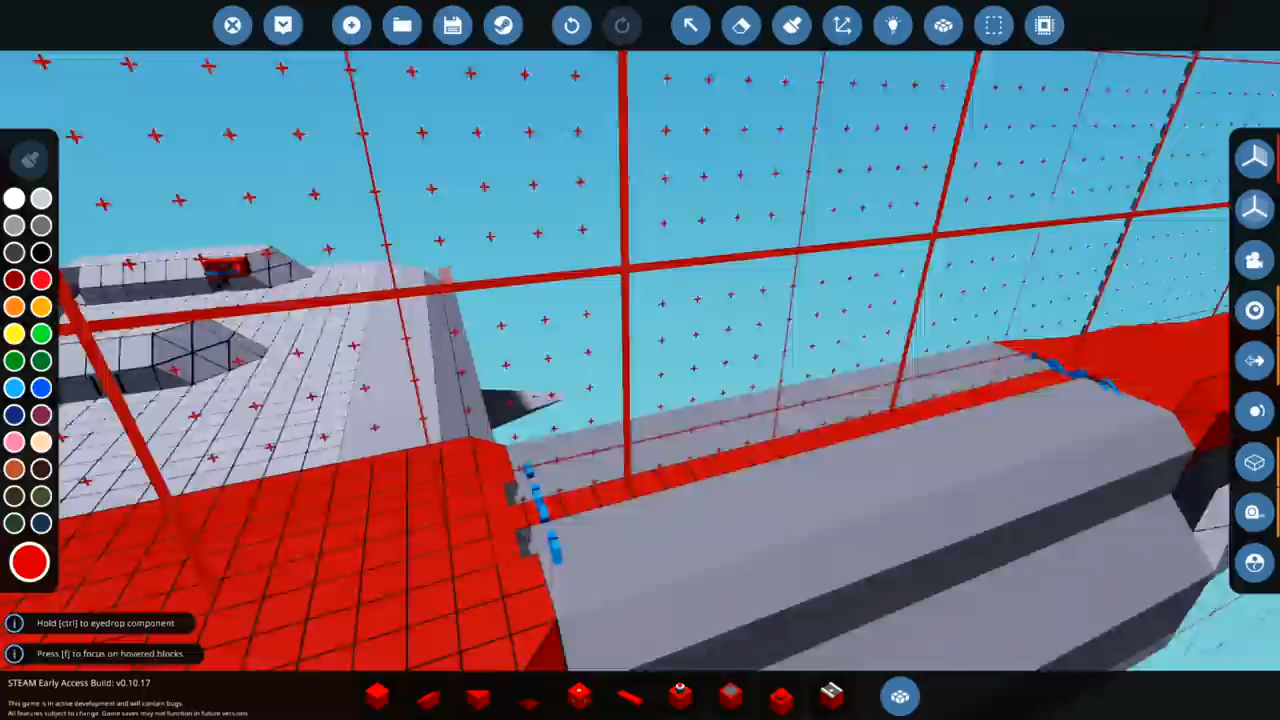 Hold [ctrl] to eyedrop component
Press [f] to focus on hovered blocks
STEAM Early Access Build: v0.10.17
This game is in active development and will contain bugs.
All features subject to change. Game saves may not function in future versions